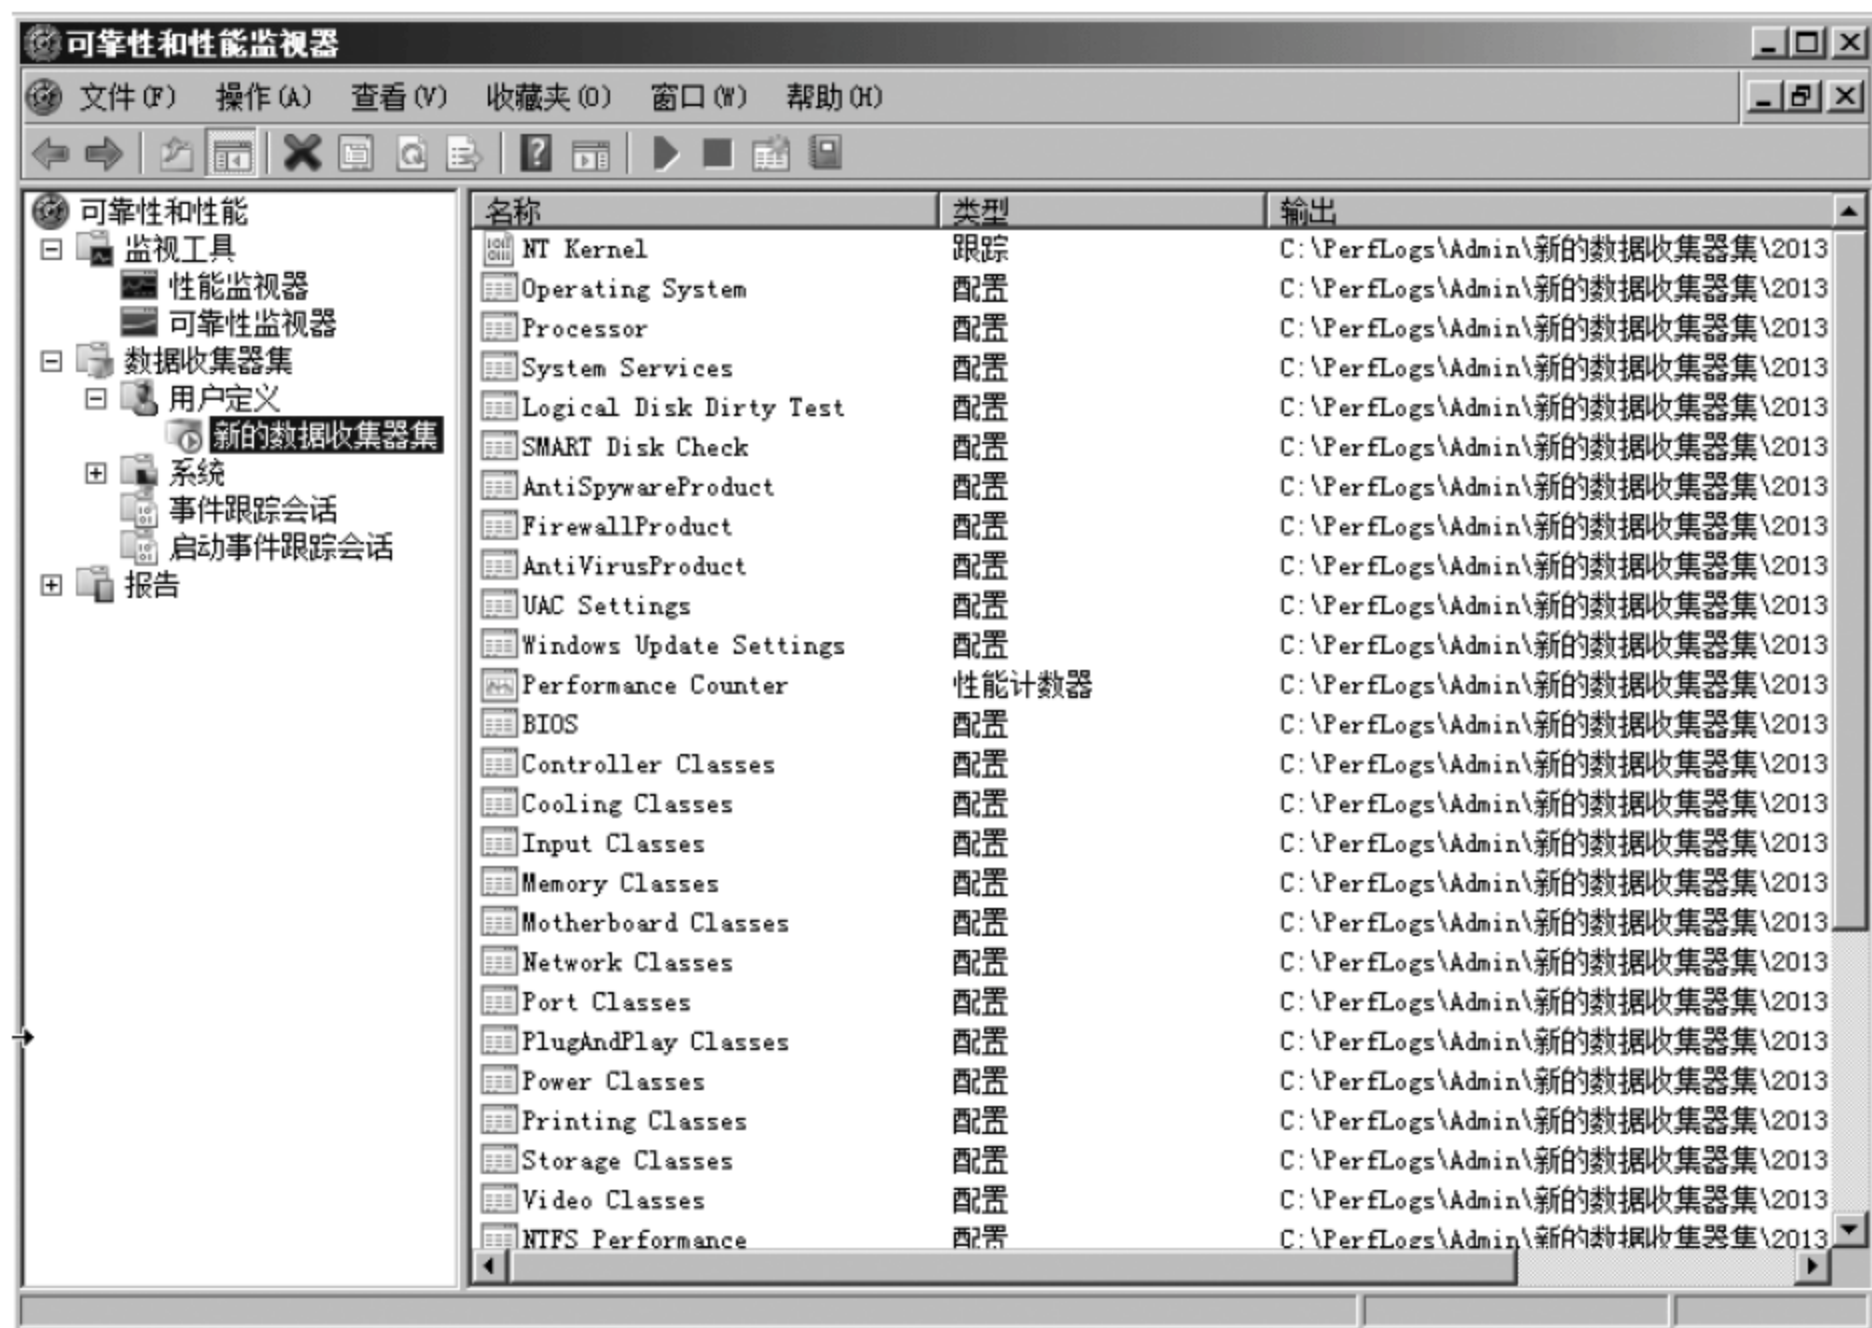 可靠性和性能监视器
文件(F) 操作(A) 查看(V) 收藏夹(O) 窗口(W) 帮助(H)
可靠性和性能
监视工具
性能监视器
可靠性监视器
数据收集器集
用户定义
新的数据收集器集
系统
事件跟踪会话
启动事件跟踪会话
报告
名称 类型 输出
NT Kernel 跟踪 C:\PerfLogs\Admin\新的数据收集器集\2013
Operating System 配置 C:\PerfLogs\Admin\新的数据收集器集\2013
Processor 配置 C:\PerfLogs\Admin\新的数据收集器集\2013
System Services 配置 C:\PerfLogs\Admin\新的数据收集器集\2013
Logical Disk Dirty Test 配置 C:\PerfLogs\Admin\新的数据收集器集\2013
SMART Disk Check 配置 C:\PerfLogs\Admin\新的数据收集器集\2013
AntiSpywareProduct 配置 C:\PerfLogs\Admin\新的数据收集器集\2013
FirewallProduct 配置 C:\PerfLogs\Admin\新的数据收集器集\2013
AntiVirusProduct 配置 C:\PerfLogs\Admin\新的数据收集器集\2013
UAC Settings 配置 C:\PerfLogs\Admin\新的数据收集器集\2013
Windows Update Settings 配置 C:\PerfLogs\Admin\新的数据收集器集\2013
Performance Counter 性能计数器 C:\PerfLogs\Admin\新的数据收集器集\2013
BIOS 配置 C:\PerfLogs\Admin\新的数据收集器集\2013
Controller Classes 配置 C:\PerfLogs\Admin\新的数据收集器集\2013
Cooling Classes 配置 C:\PerfLogs\Admin\新的数据收集器集\2013
Input Classes 配置 C:\PerfLogs\Admin\新的数据收集器集\2013
Memory Classes 配置 C:\PerfLogs\Admin\新的数据收集器集\2013
Motherboard Classes 配置 C:\PerfLogs\Admin\新的数据收集器集\2013
Network Classes 配置 C:\PerfLogs\Admin\新的数据收集器集\2013
Port Classes 配置 C:\PerfLogs\Admin\新的数据收集器集\2013
PlugAndPlay Classes 配置 C:\PerfLogs\Admin\新的数据收集器集\2013
Power Classes 配置 C:\PerfLogs\Admin\新的数据收集器集\2013
Printing Classes 配置 C:\PerfLogs\Admin\新的数据收集器集\2013
Storage Classes 配置 C:\PerfLogs\Admin\新的数据收集器集\2013
Video Classes 配置 C:\PerfLogs\Admin\新的数据收集器集\2013
NTFS Performance 配置 C:\PerfLogs\Admin\新的数据收集器集\2013